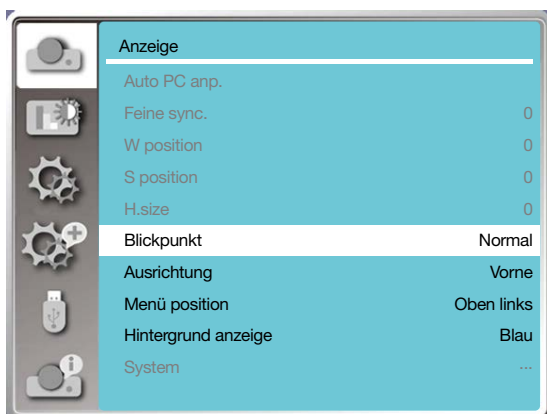 Anzeige
Auto PC anp.
Feine sync. 0
W position 0
S position 0
H.size 0
Blickpunkt Normal
Ausrichtung Vorne
Menü position Oben links
Hintergrund anzeige Blau
System ...